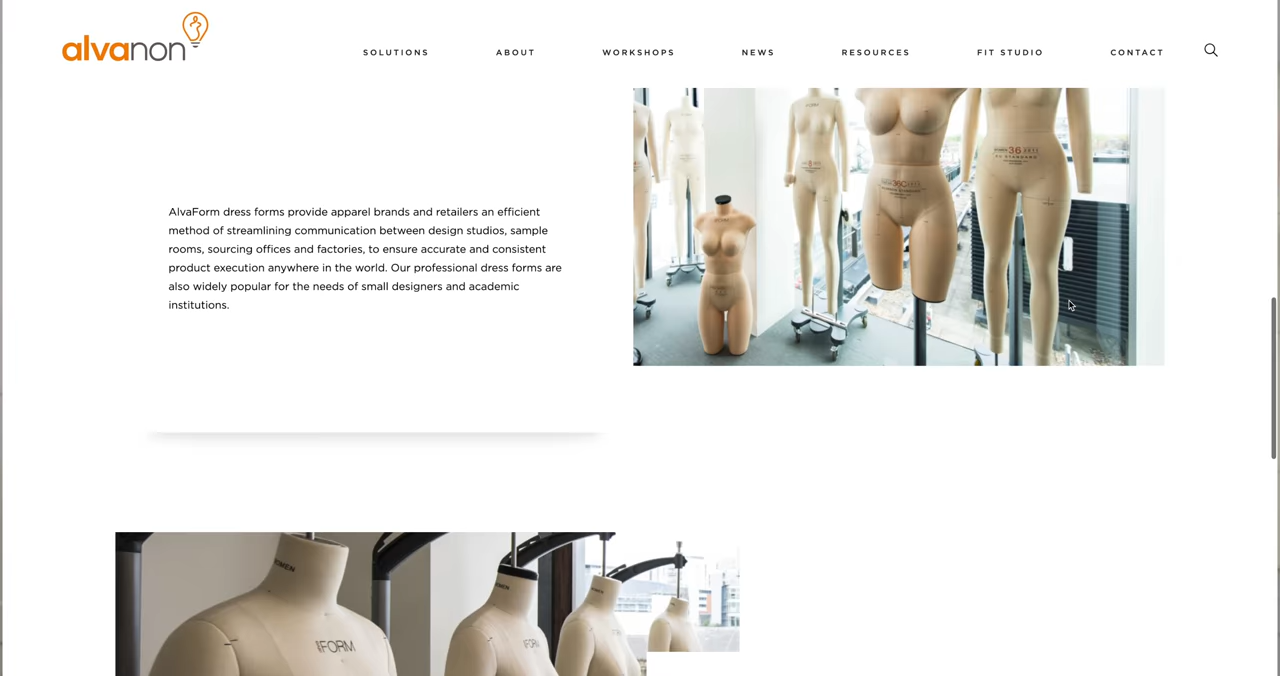 alvanon
SOLUTIONS
ABOUT
WORKSHOPS
NEWS
RESOURCES
FIT STUDIO
CONTACT
AlvaForm dress forms provide apparel brands and retailers an efficient
method of streamlining communication between design studios, sample
rooms, sourcing offices and factories, to ensure accurate and consistent
product execution anywhere in the world. Our professional dress forms are
also widely popular for the needs of small designers and academic
institutions.
36
FORM